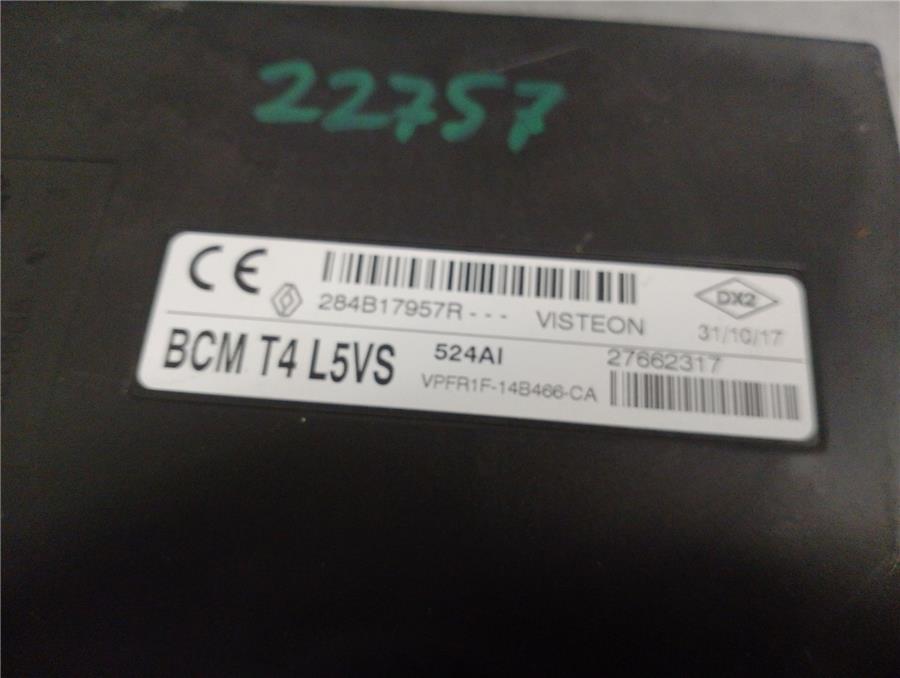 22757
CE
284B17957R--- VISTEON
DX2
31/10/17
BCM T4 L5VS
524AI
27662317
VPFR1F-14B466-CA